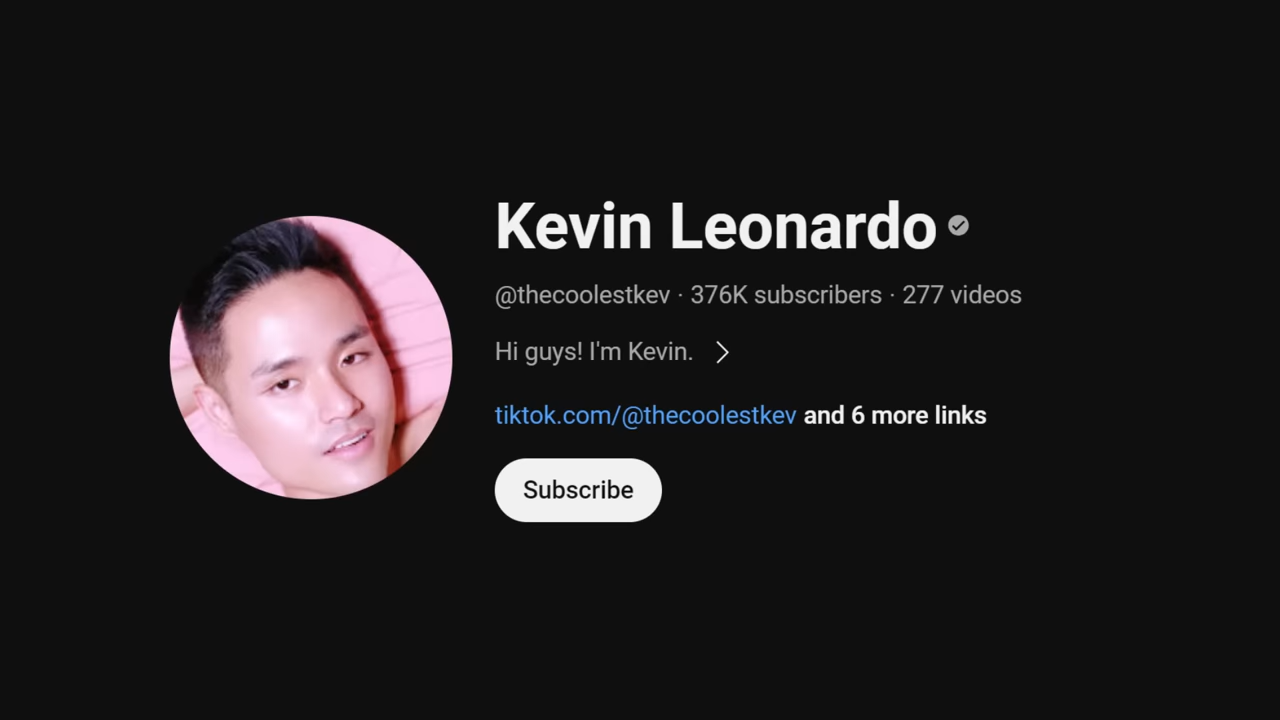 Kevin Leonardo
@thecoolestkev · 376K subscribers · 277 videos
Hi guys! I'm Kevin.
tiktok.com/@thecoolestkev and 6 more links
Subscribe